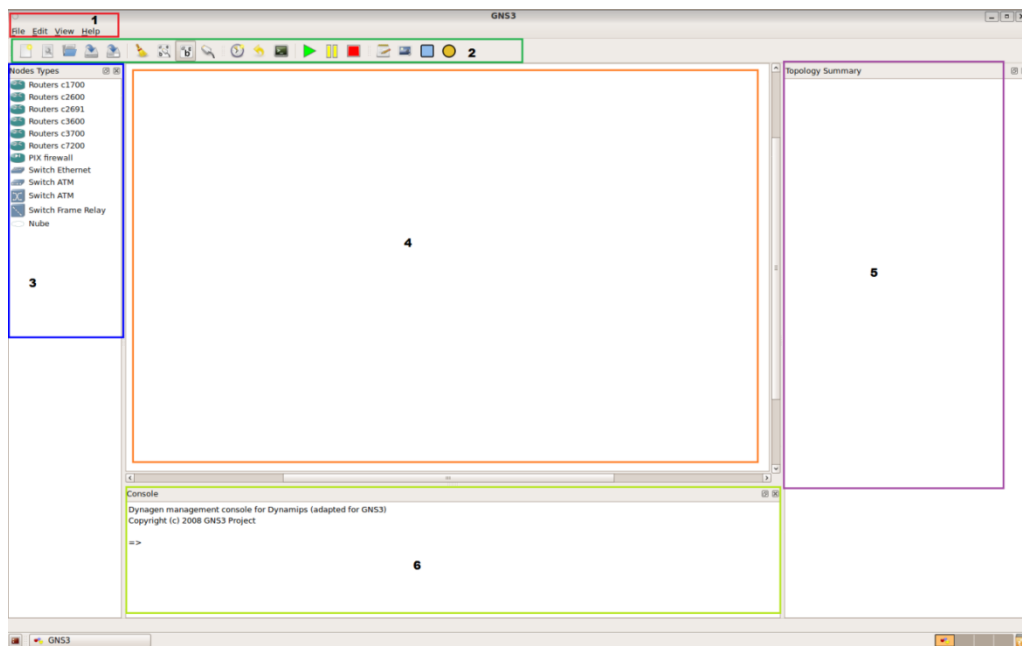 GNS3
1
File Edit View Help
2
Nodes Types
Routers c1700
Routers c2600
Routers c2691
Routers c3600
Routers c3700
Routers c7200
PIX firewall
Switch Ethernet
Switch ATM
Switch ATM
Switch Frame Relay
Nube
3
4
Topology Summary
5
Console
Dynagen management console for Dynamips (adapted for GNS3)
Copyright (c) 2008 GNS3 Project
=>
6
GNS3